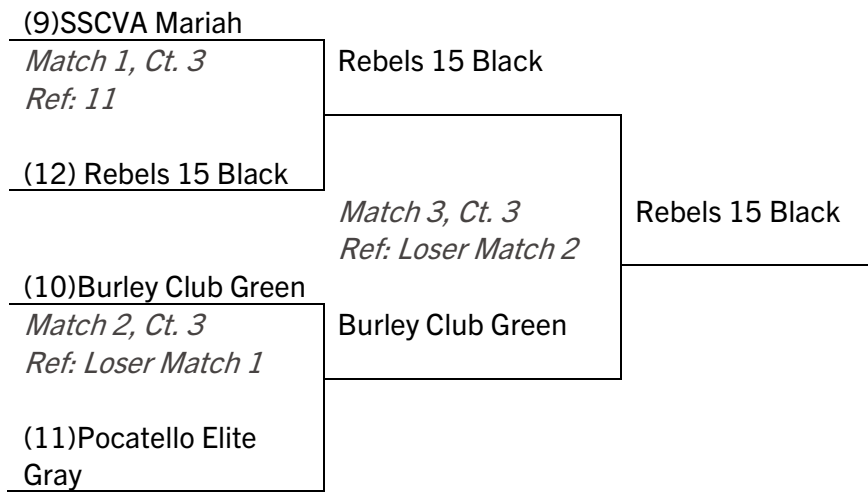 (9)SSCVA Mariah
Match 1, Ct. 3
Ref: 11
Rebels 15 Black
(12) Rebels 15 Black
Match 3, Ct. 3
Ref: Loser Match 2
Rebels 15 Black
(10)Burley Club Green
Match 2, Ct. 3
Ref: Loser Match 1
Burley Club Green
(11)Pocatello Elite
Gray